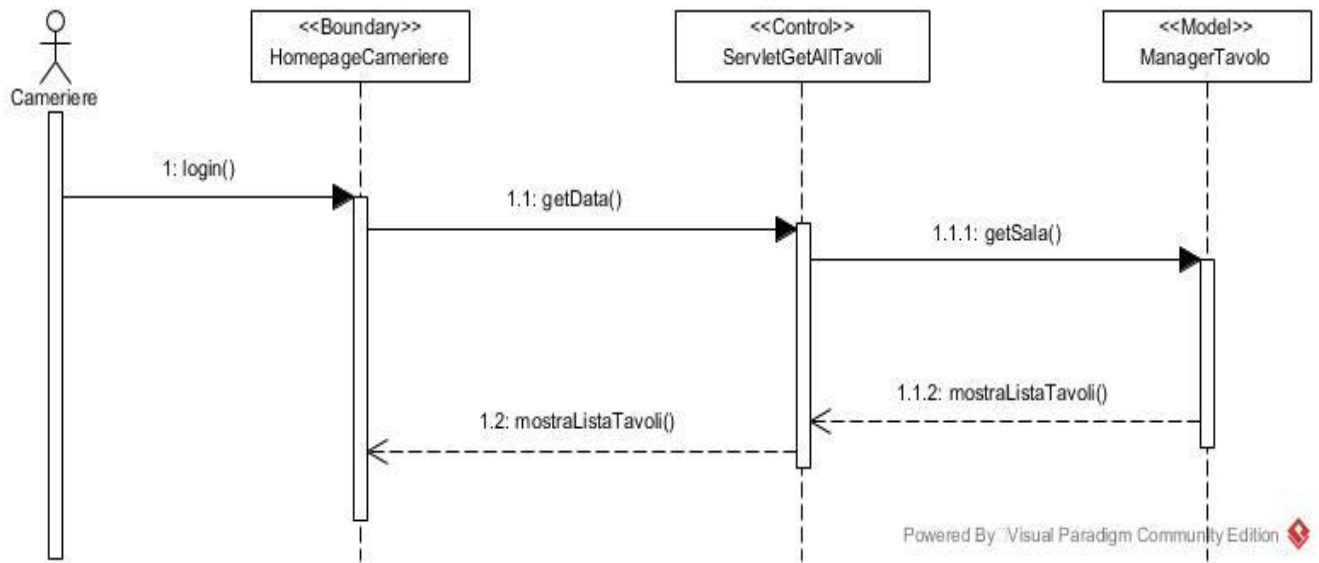 <<Boundary>>
HomepageCameriere
<<Control>>
ServletGetAllTavoli
<<Model>>
ManagerTavolo
Cameriere
1: login()
1.1: getData()
1.1.1: getSala()
1.1.2: mostraListaTavoli()
1.2: mostraListaTavoli()
Powered By Visual Paradigm Community Edition